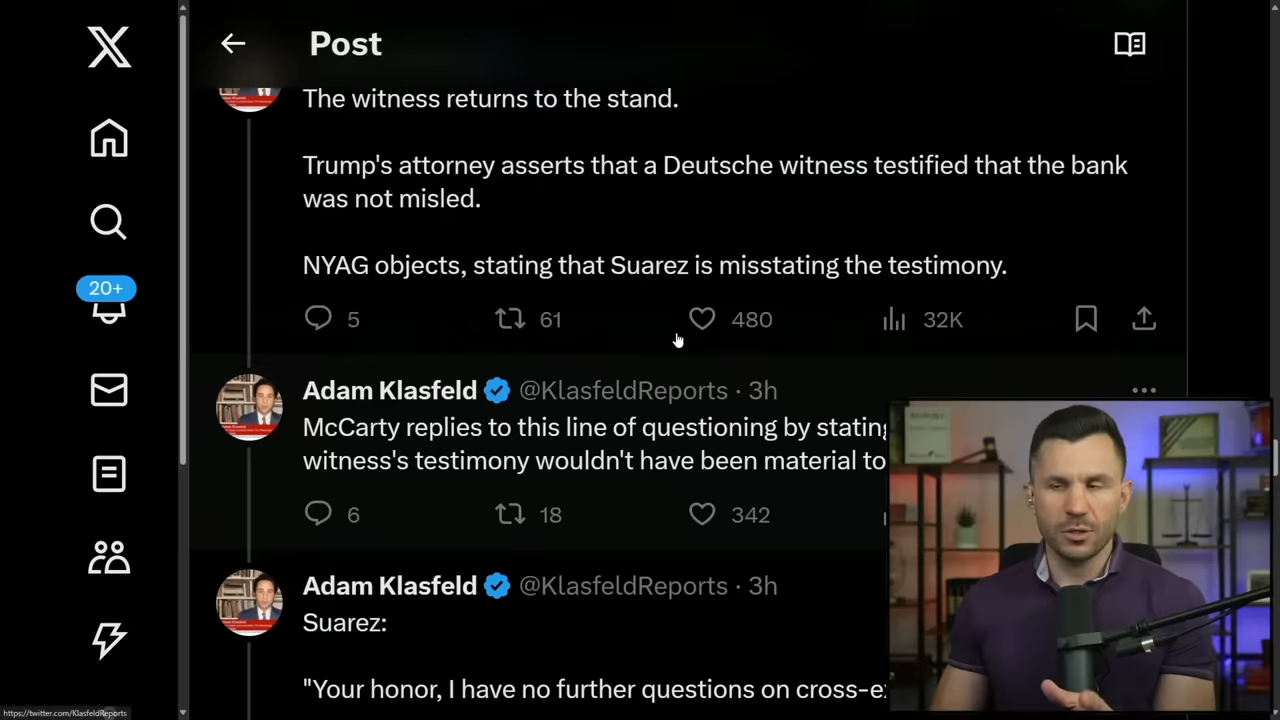 Post
The witness returns to the stand.
Trump's attorney asserts that a Deutsche witness testified that the bank
was not misled.
NYAG objects, stating that Suarez is misstating the testimony.
5 61 480 32K
20+
Adam Klasfeld @KlasfeldReports · 3h
McCarty replies to this line of questioning by stating
witness's testimony wouldn't have been material to
6 18 342
Adam Klasfeld @KlasfeldReports · 3h
Suarez:
"Your honor, I have no further questions on cross-e
https://twitter.com/KlasfeldReports